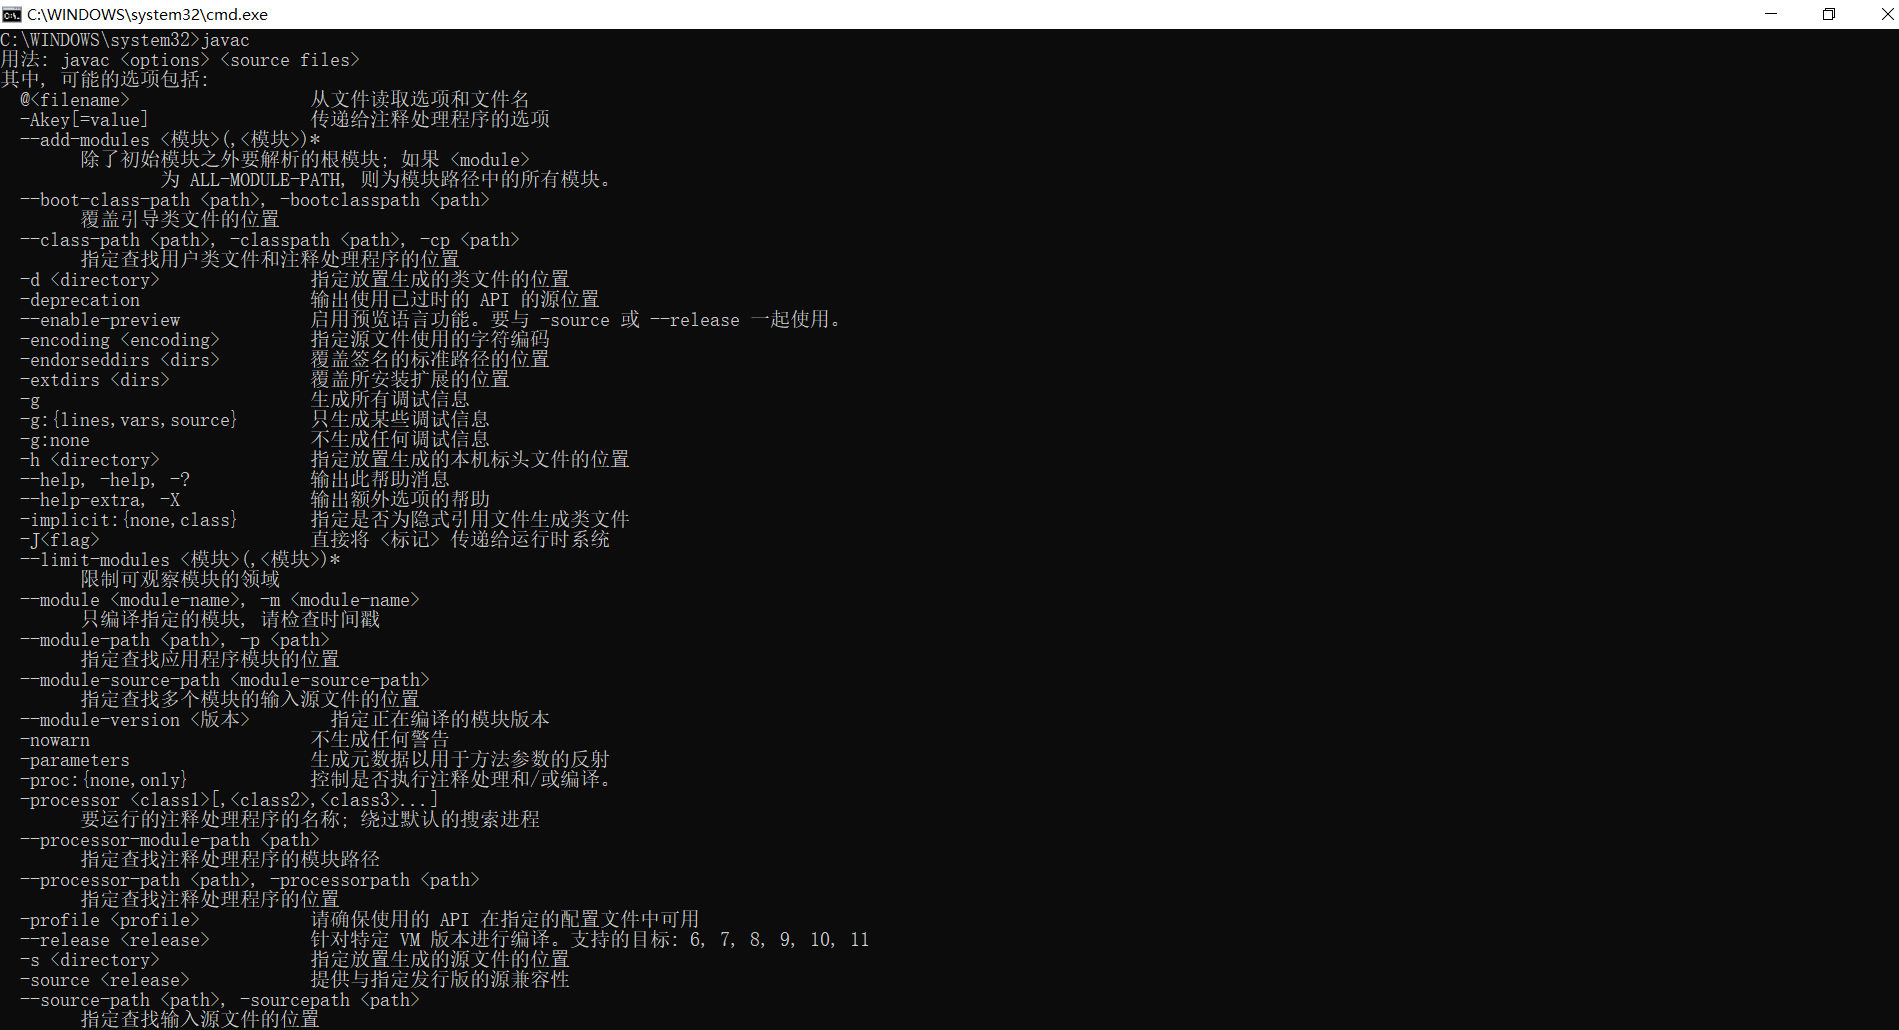 C:\WINDOWS\system32\cmd.exe
C:\WINDOWS\system32>javac
用法: javac <options> <source files>
其中, 可能的选项包括:
@<filename> 从文件读取选项和文件名
-Akey[=value] 传递给注释处理程序的选项
--add-modules <模块>(,<模块>)*
除了初始模块之外要解析的根模块; 如果 <module>
为 ALL-MODULE-PATH, 则为模块路径中的所有模块。
--boot-class-path <path>, -bootclasspath <path>
覆盖引导类文件的位置
--class-path <path>, -classpath <path>, -cp <path>
指定查找用户类文件和注释处理程序的位置
-d <directory> 指定放置生成的类文件的位置
-deprecation 输出使用已过时的 API 的源位置
--enable-preview 启用预览语言功能。要与 -source 或 --release 一起使用。
-encoding <encoding> 指定源文件使用的字符编码
-endorseddirs <dirs> 覆盖签名的标准路径的位置
-extdirs <dirs> 覆盖所安装扩展的位置
-g 生成所有调试信息
-g:{lines,vars,source} 只生成某些调试信息
-g:none 不生成任何调试信息
-h <directory> 指定放置生成的本机标头文件的位置
--help, -help, -? 输出此帮助消息
--help-extra, -X 输出额外选项的帮助
-implicit:{none,class} 指定是否为隐式引用文件生成类文件
-J<flag> 直接将 <标记> 传递给运行时系统
--limit-modules <模块>(,<模块>)*
限制可观察模块的领域
--module <module-name>, -m <module-name>
只编译指定的模块, 请检查时间戳
--module-path <path>, -p <path>
指定查找应用程序模块的位置
--module-source-path <module-source-path>
指定查找多个模块的输入源文件的位置
--module-version <版本> 指定正在编译的模块版本
-nowarn 不生成任何警告
-parameters 生成元数据以用于方法参数的反射
-proc:{none,only} 控制是否执行注释处理和/或编译。
-processor <class1>[,<class2>,<class3>...]
要运行的注释处理程序的名称; 绕过默认的搜索进程
--processor-module-path <path>
指定查找注释处理程序的模块路径
--processor-path <path>, -processorpath <path>
指定查找注释处理程序的位置
-profile <profile> 请确保使用的 API 在指定的配置文件中可用
--release <release> 针对特定 VM 版本进行编译。支持的目标: 6, 7, 8, 9, 10, 11
-s <directory> 指定放置生成的源文件的位置
-source <release> 提供与指定发行版的源兼容性
--source-path <path>, -sourcepath <path>
指定查找输入源文件的位置